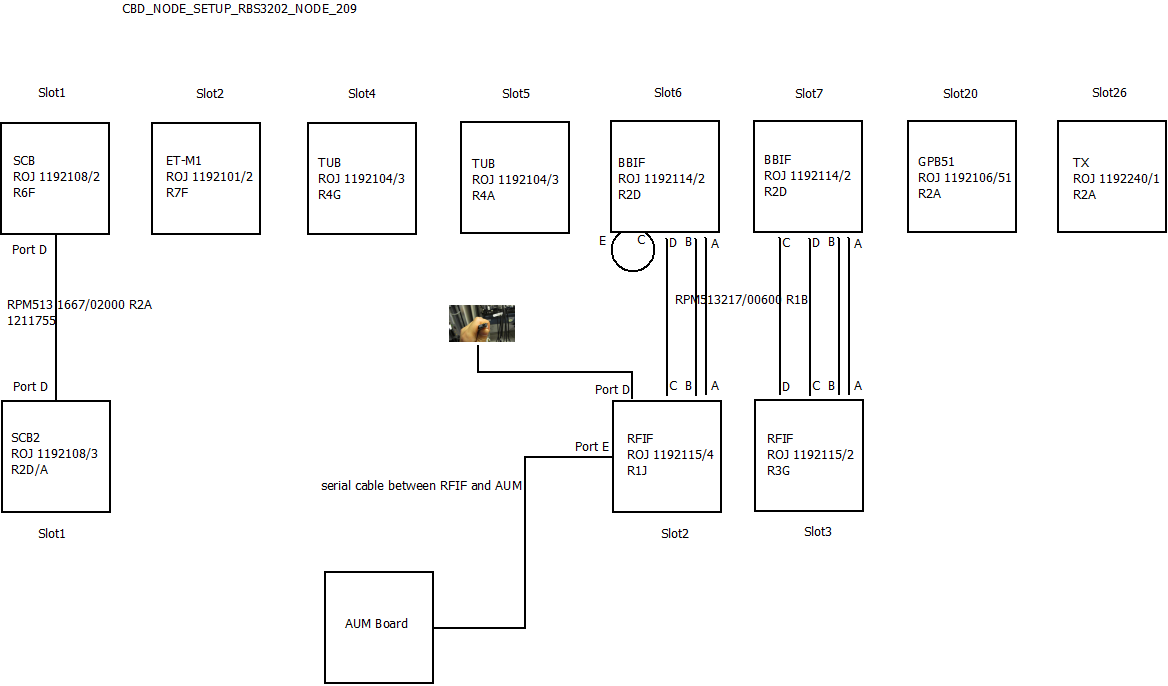 CBD_NODE_SETUP_RBS3202_NODE_209
Slot1
Slot2
Slot4
Slot5
Slot6
Slot7
Slot20
Slot26
SCB
ROJ 1192108/2
R6F
ET-M1
ROJ 1192101/2
R7F
TUB
ROJ 1192104/3
R4G
TUB
ROJ 1192104/3
R4A
BBIF
ROJ 1192114/2
R2D
BBIF
ROJ 1192114/2
R2D
GPB51
ROJ 1192106/51
R2A
TX
ROJ 1192240/1
R2A
Port D
E
C
D
B
A
C
D
B
A
RPM513 1667/02000 R2A
1211755
RPM513217/00600 R1B
Port D
Port D
C
B
A
D
C
B
A
SCB2
ROJ 1192108/3
R2D/A
Port E
RFIF
ROJ 1192115/4
R1J
RFIF
ROJ 1192115/2
R3G
serial cable between RFIF and AUM
Slot1
Slot2
Slot3
AUM Board